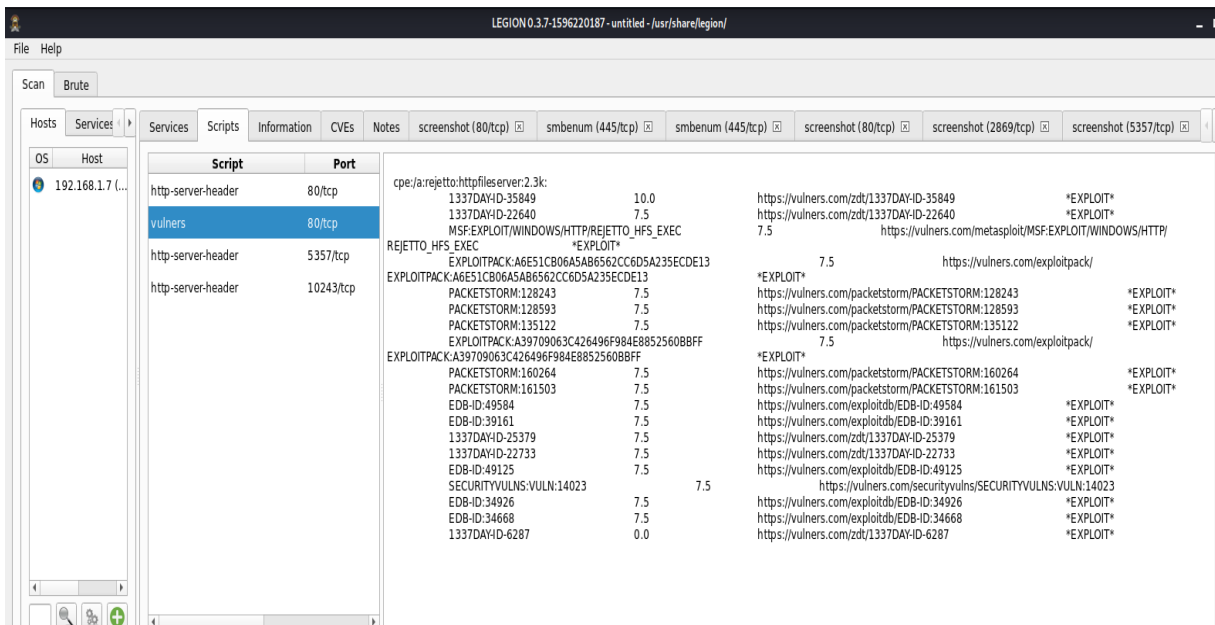 LEGION 0.3.7-1596220187 - untitled - /usr/share/legion/
File Help
Scan Brute
Hosts Services
Services Scripts Information CVEs Notes screenshot (80/tcp) smbenum (445/tcp) smbenum (445/tcp) screenshot (80/tcp) screenshot (2869/tcp) screenshot (5357/tcp)
OS Host
192.168.1.7 (...
Script Port
http-server-header 80/tcp
vulners 80/tcp
http-server-header 5357/tcp
http-server-header 10243/tcp
cpe:/a:rejetto:httpfileserver:2.3k:
1337DAY-ID-35849 10.0 https://vulners.com/zdt/1337DAY-ID-35849 *EXPLOIT*
1337DAY-ID-22640 7.5 https://vulners.com/zdt/1337DAY-ID-22640 *EXPLOIT*
MSF:EXPLOIT/WINDOWS/HTTP/REJETTO_HFS_EXEC 7.5 https://vulners.com/metasploit/MSF:EXPLOIT/WINDOWS/HTTP/
REJETTO_HFS_EXEC *EXPLOIT*
EXPLOITPACK:A6E51CB06A5AB6562CC6D5A235ECDE13 7.5 https://vulners.com/exploitpack/
EXPLOITPACK:A6E51CB06A5AB6562CC6D5A235ECDE13 *EXPLOIT*
PACKETSTORM:128243 7.5 https://vulners.com/packetstorm/PACKETSTORM:128243 *EXPLOIT*
PACKETSTORM:128593 7.5 https://vulners.com/packetstorm/PACKETSTORM:128593 *EXPLOIT*
PACKETSTORM:135122 7.5 https://vulners.com/packetstorm/PACKETSTORM:135122 *EXPLOIT*
EXPLOITPACK:A39709063C426496F984E8852560BBFF 7.5 https://vulners.com/exploitpack/
EXPLOITPACK:A39709063C426496F984E8852560BBFF *EXPLOIT*
PACKETSTORM:160264 7.5 https://vulners.com/packetstorm/PACKETSTORM:160264 *EXPLOIT*
PACKETSTORM:161503 7.5 https://vulners.com/packetstorm/PACKETSTORM:161503 *EXPLOIT*
EDB-ID:49584 7.5 https://vulners.com/exploitdb/EDB-ID:49584 *EXPLOIT*
EDB-ID:39161 7.5 https://vulners.com/exploitdb/EDB-ID:39161 *EXPLOIT*
1337DAY-ID-25379 7.5 https://vulners.com/zdt/1337DAY-ID-25379 *EXPLOIT*
1337DAY-ID-22733 7.5 https://vulners.com/zdt/1337DAY-ID-22733 *EXPLOIT*
EDB-ID:49125 7.5 https://vulners.com/exploitdb/EDB-ID:49125 *EXPLOIT*
SECURITYVULNS:VULN:14023 7.5 https://vulners.com/securityvulns/SECURITYVULNS:VULN:14023
EDB-ID:34926 7.5 https://vulners.com/exploitdb/EDB-ID:34926 *EXPLOIT*
EDB-ID:34668 7.5 https://vulners.com/exploitdb/EDB-ID:34668 *EXPLOIT*
1337DAY-ID-6287 0.0 https://vulners.com/zdt/1337DAY-ID-6287 *EXPLOIT*